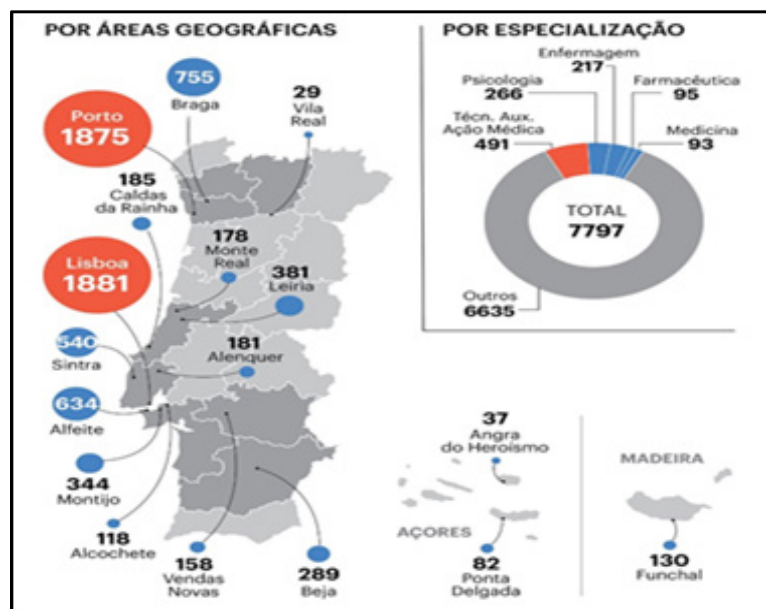 POR ÁREAS GEOGRÁFICAS
755
Braga
29
Vila
Real
Porto
1875
185
Caldas
da Rainha
178
Monte
Real
381
Leiria
Lisboa
1881
181
Alenquer
540
Sintra
634
Alfeite
344
Montijo
118
Alcochete
158
Vendas
Novas
289
Beja
POR ESPECIALIZAÇÃO
Enfermagem
217
Psicologia
266
Farmacêutica
95
Técn. Aux.
Ação Médica
491
Medicina
93
TOTAL
7797
Outros
6635
37
Angra
do Heroísmo
AÇORES
82
Ponta
Delgada
MADEIRA
130
Funchal